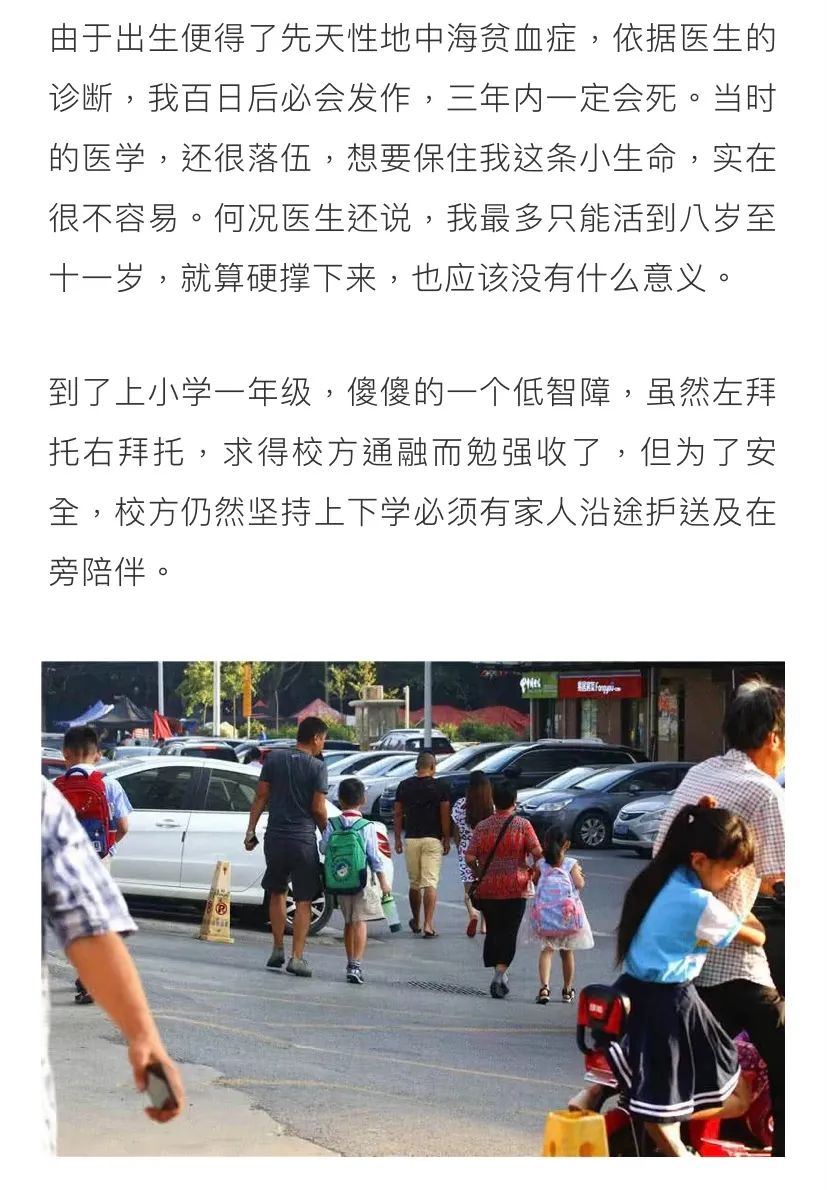 由于出生便得了先天性地中海贫血症，依据医生的
诊断，我百日后必会发作，三年内一定会死。当时
的医学，还很落伍，想要保住我这条小生命，实在
很不容易。何况医生还说，我最多只能活到八岁至
十一岁，就算硬撑下来，也应该没有什么意义。
到了上小学一年级，傻傻的一个低智障，虽然左拜
托右拜托，求得校方通融而勉强收了，但为了安
全，校方仍然坚持上下学必须有家人沿途护送及在
旁陪伴。